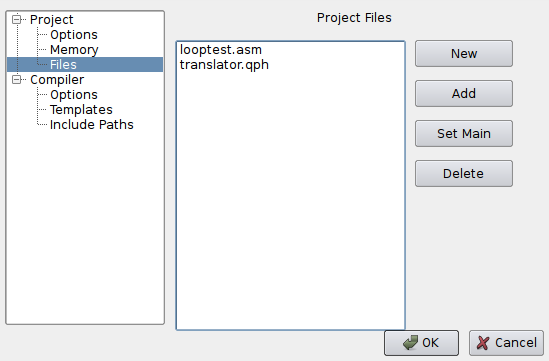 Project
Options
Memory
Files
Compiler
Options
Templates
Include Paths
Project Files
looptest.asm
translator.qph
New
Add
Set Main
Delete
OK
Cancel